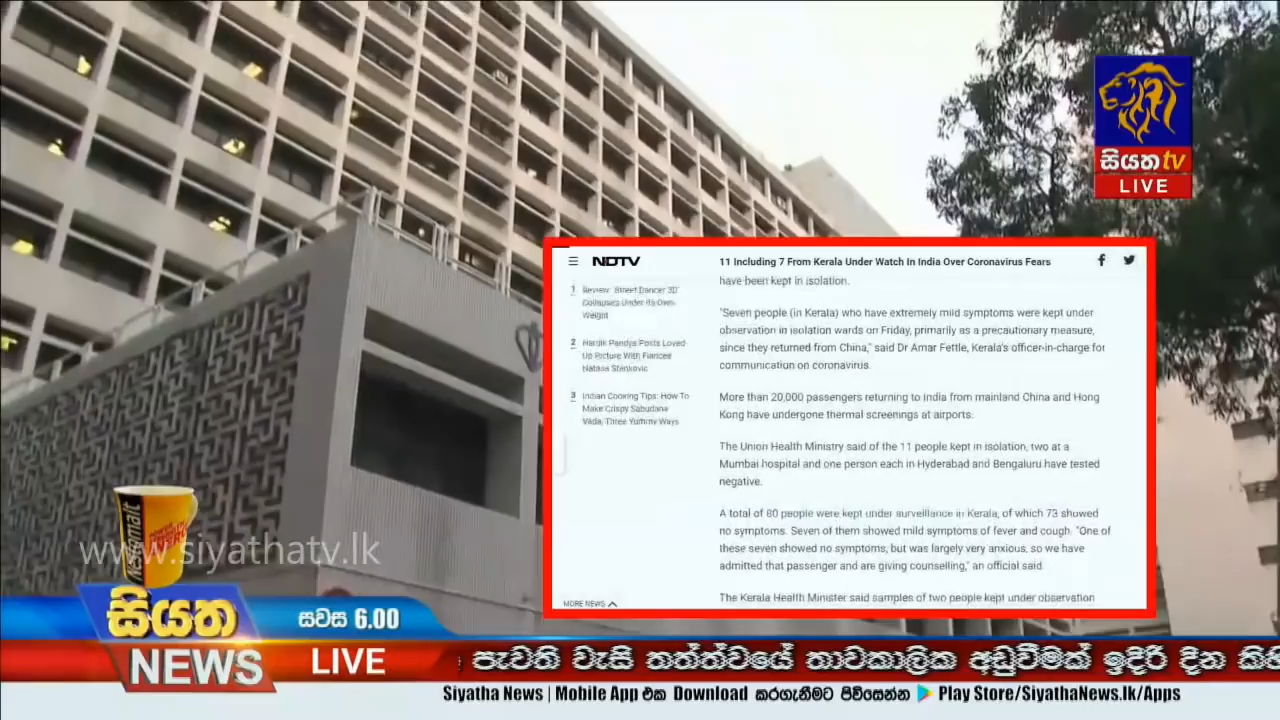 සියත tv
LIVE
NDTV
11 Including 7 From Kerala Under Watch In India Over Coronavirus Fears
have been kept in isolation.
1 Review: 'Street Dancer 3D'
Collapses Under Its Own
Weight
2 Hardik Pandya Posts Loved-
Up Picture With Fiancee
Natasa Stankovic
3 Indian Cooking Tips: How To
Make Crispy Sabudana
Vada, Three Yummy Ways
"Seven people (in Kerala) who have extremely mild symptoms were kept under
observation in isolation wards on Friday, primarily as a precautionary measure,
since they returned from China," said Dr Amar Fettle, Kerala's officer-in-charge for
communication on coronavirus.
More than 20,000 passengers returning to India from mainland China and Hong
Kong have undergone thermal screenings at airports.
The Union Health Ministry said of the 11 people kept in isolation, two at a
Mumbai hospital and one person each in Hyderabad and Bengaluru have tested
negative.
A total of 80 people were kept under surveillance in Kerala, of which 73 showed
no symptoms. Seven of them showed mild symptoms of fever and cough. "One of
these seven showed no symptoms, but was largely very anxious, so we have
admitted that passenger and are giving counselling," an official said.
The Kerala Health Minister said samples of two people kept under observation
MORE NEWS
Nestomalt
www.siyathatv.lk
සියත
NEWS
සවස 6.00
LIVE
පැවති වැසි තත්ත්වයේ තාවකාලික අඩුවීමක් ඉදිරි දින කිහි
Siyatha News | Mobile App එක Download කරගැනීමට පිවිසෙන්න Play Store/SiyathaNews.lk/Apps